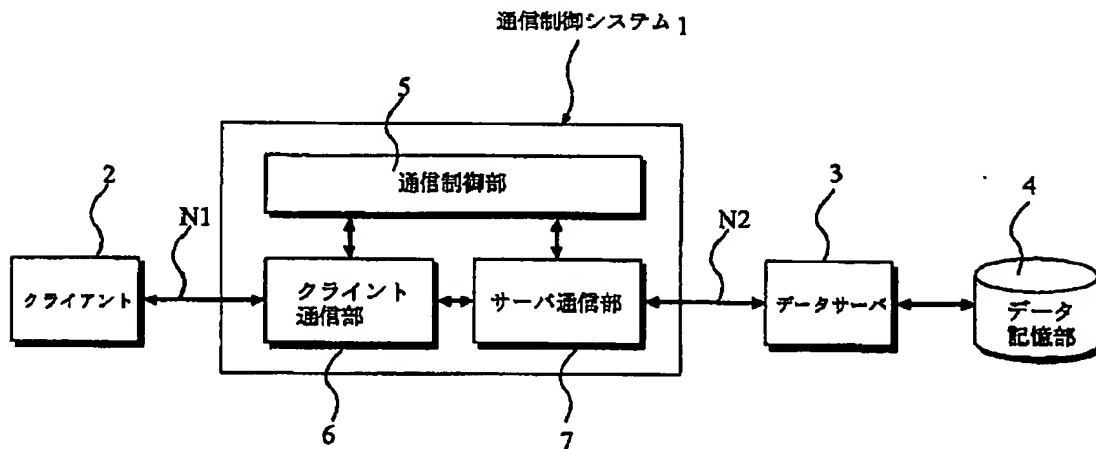 通信制御システム 1
5
通信制御部
2
N1
N2
3
4
クライアント
クライント
通信部
サーバ通信部
データサーバ
データ
記憶部
6
7